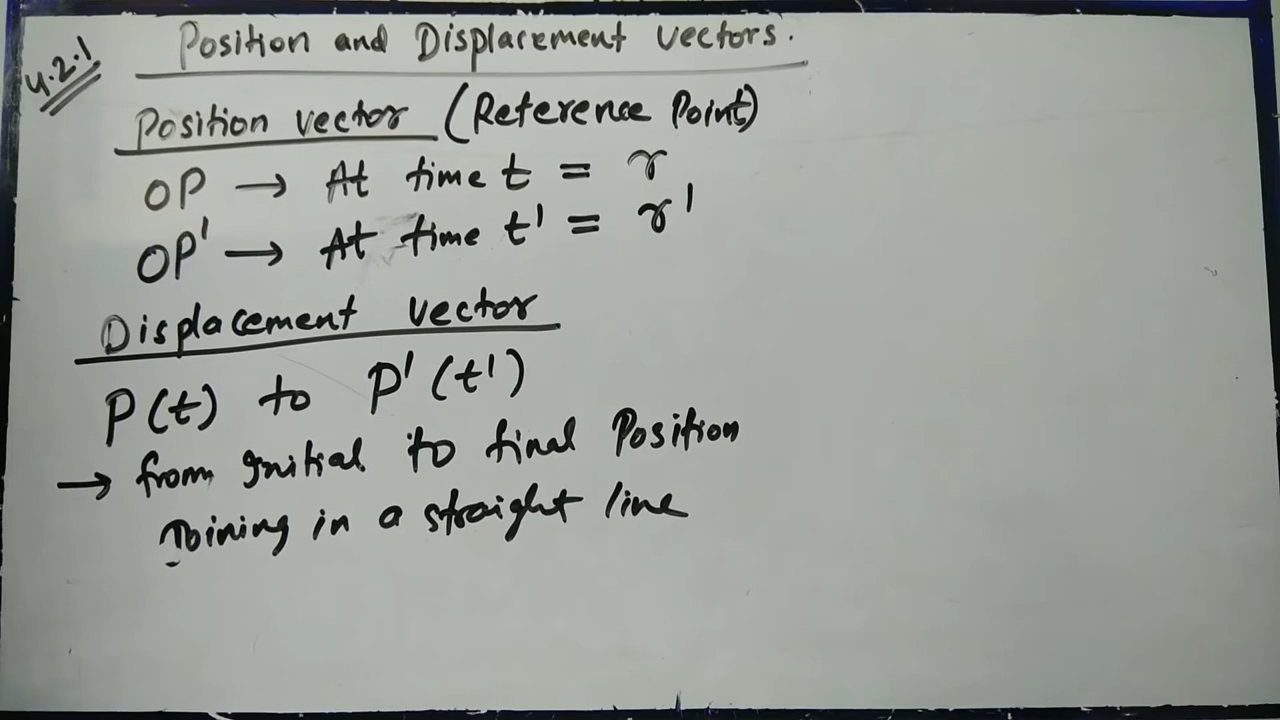 4.2.1 Position and Displacement vectors.
Position vector (Reference Point)
OP → At time t = r
OP' → At time t' = r'
Displacement vector
P(t) to P'(t')
→ from Initial to final Position
Joining in a straight line